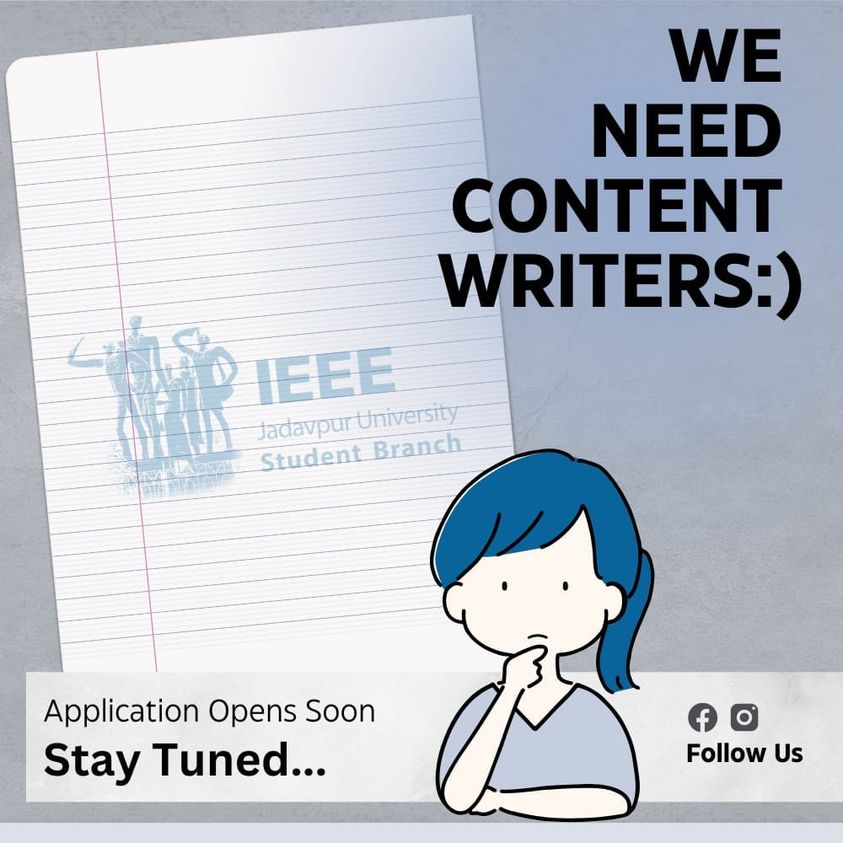 WE
NEED
CONTENT
WRITERS:)
IEEE
Jadavpur University
Student Branch
Application Opens Soon
Stay Tuned...
Follow Us